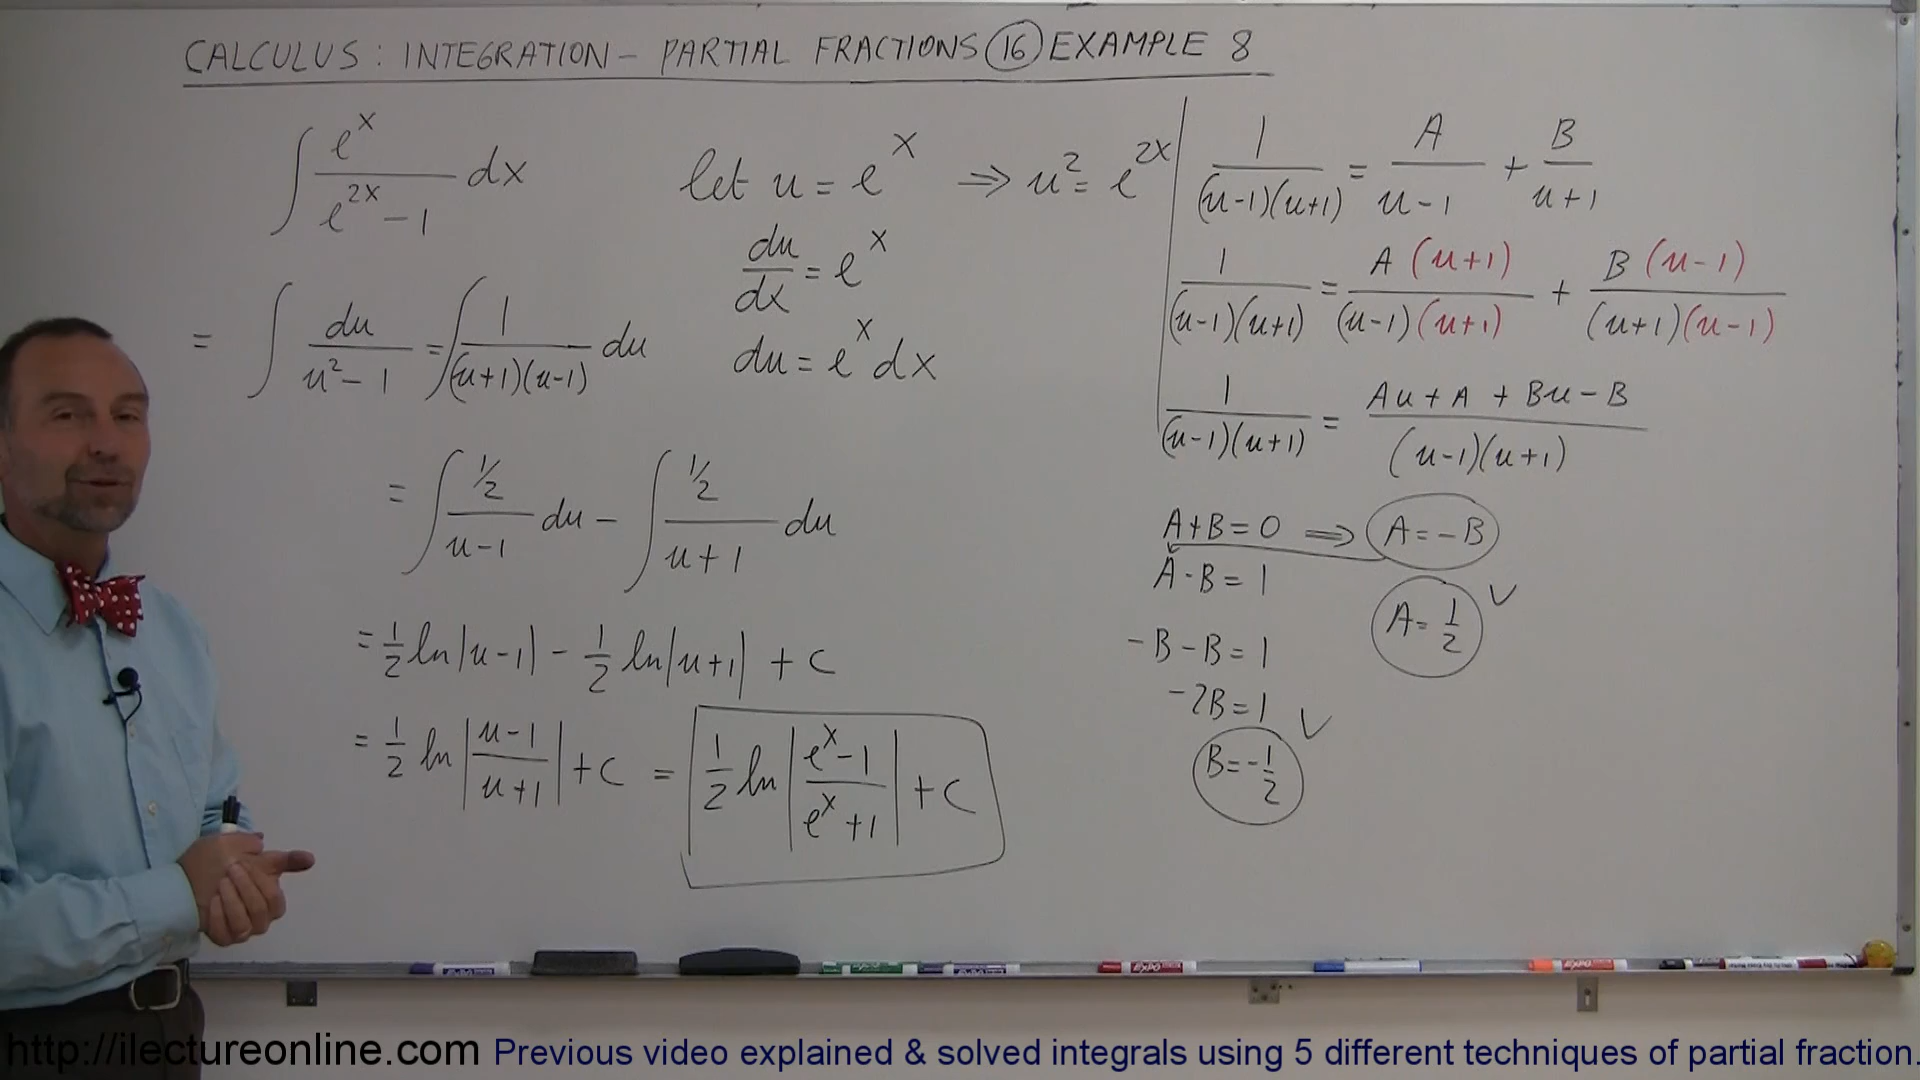 CALCULUS: INTEGRATION – PARTIAL FRACTIONS (16) EXAMPLE 8
∫ e^x/(e^(2x) – 1) dx
= ∫ du/(u² – 1) = ∫ 1/((u+1)(u-1)) du
= ∫ (1/2)/(u-1) du – ∫ (1/2)/(u+1) du
= 1/2 ln|u-1| – 1/2 ln|u+1| + C
= 1/2 ln|(u-1)/(u+1)| + C = 1/2 ln|(e^x - 1)/(e^x + 1)| + C
let u = e^x ⇒ u² = e^(2x)
du/dx = e^x
du = e^x dx
1/((u-1)(u+1)) = A/(u-1) + B/(u+1)
1/((u-1)(u+1)) = A(u+1)/((u-1)(u+1)) + B(u-1)/((u+1)(u-1))
1/((u-1)(u+1)) = (Au + A + Bu – B)/((u-1)(u+1))
A+B = 0 ⇒ A = –B
A - B = 1
A = 1/2 ✓
-B – B = 1
-2B = 1
B = -1/2 ✓
EXPO
http://ilectureonline.com Previous video explained & solved integrals using 5 different techniques of partial fraction.